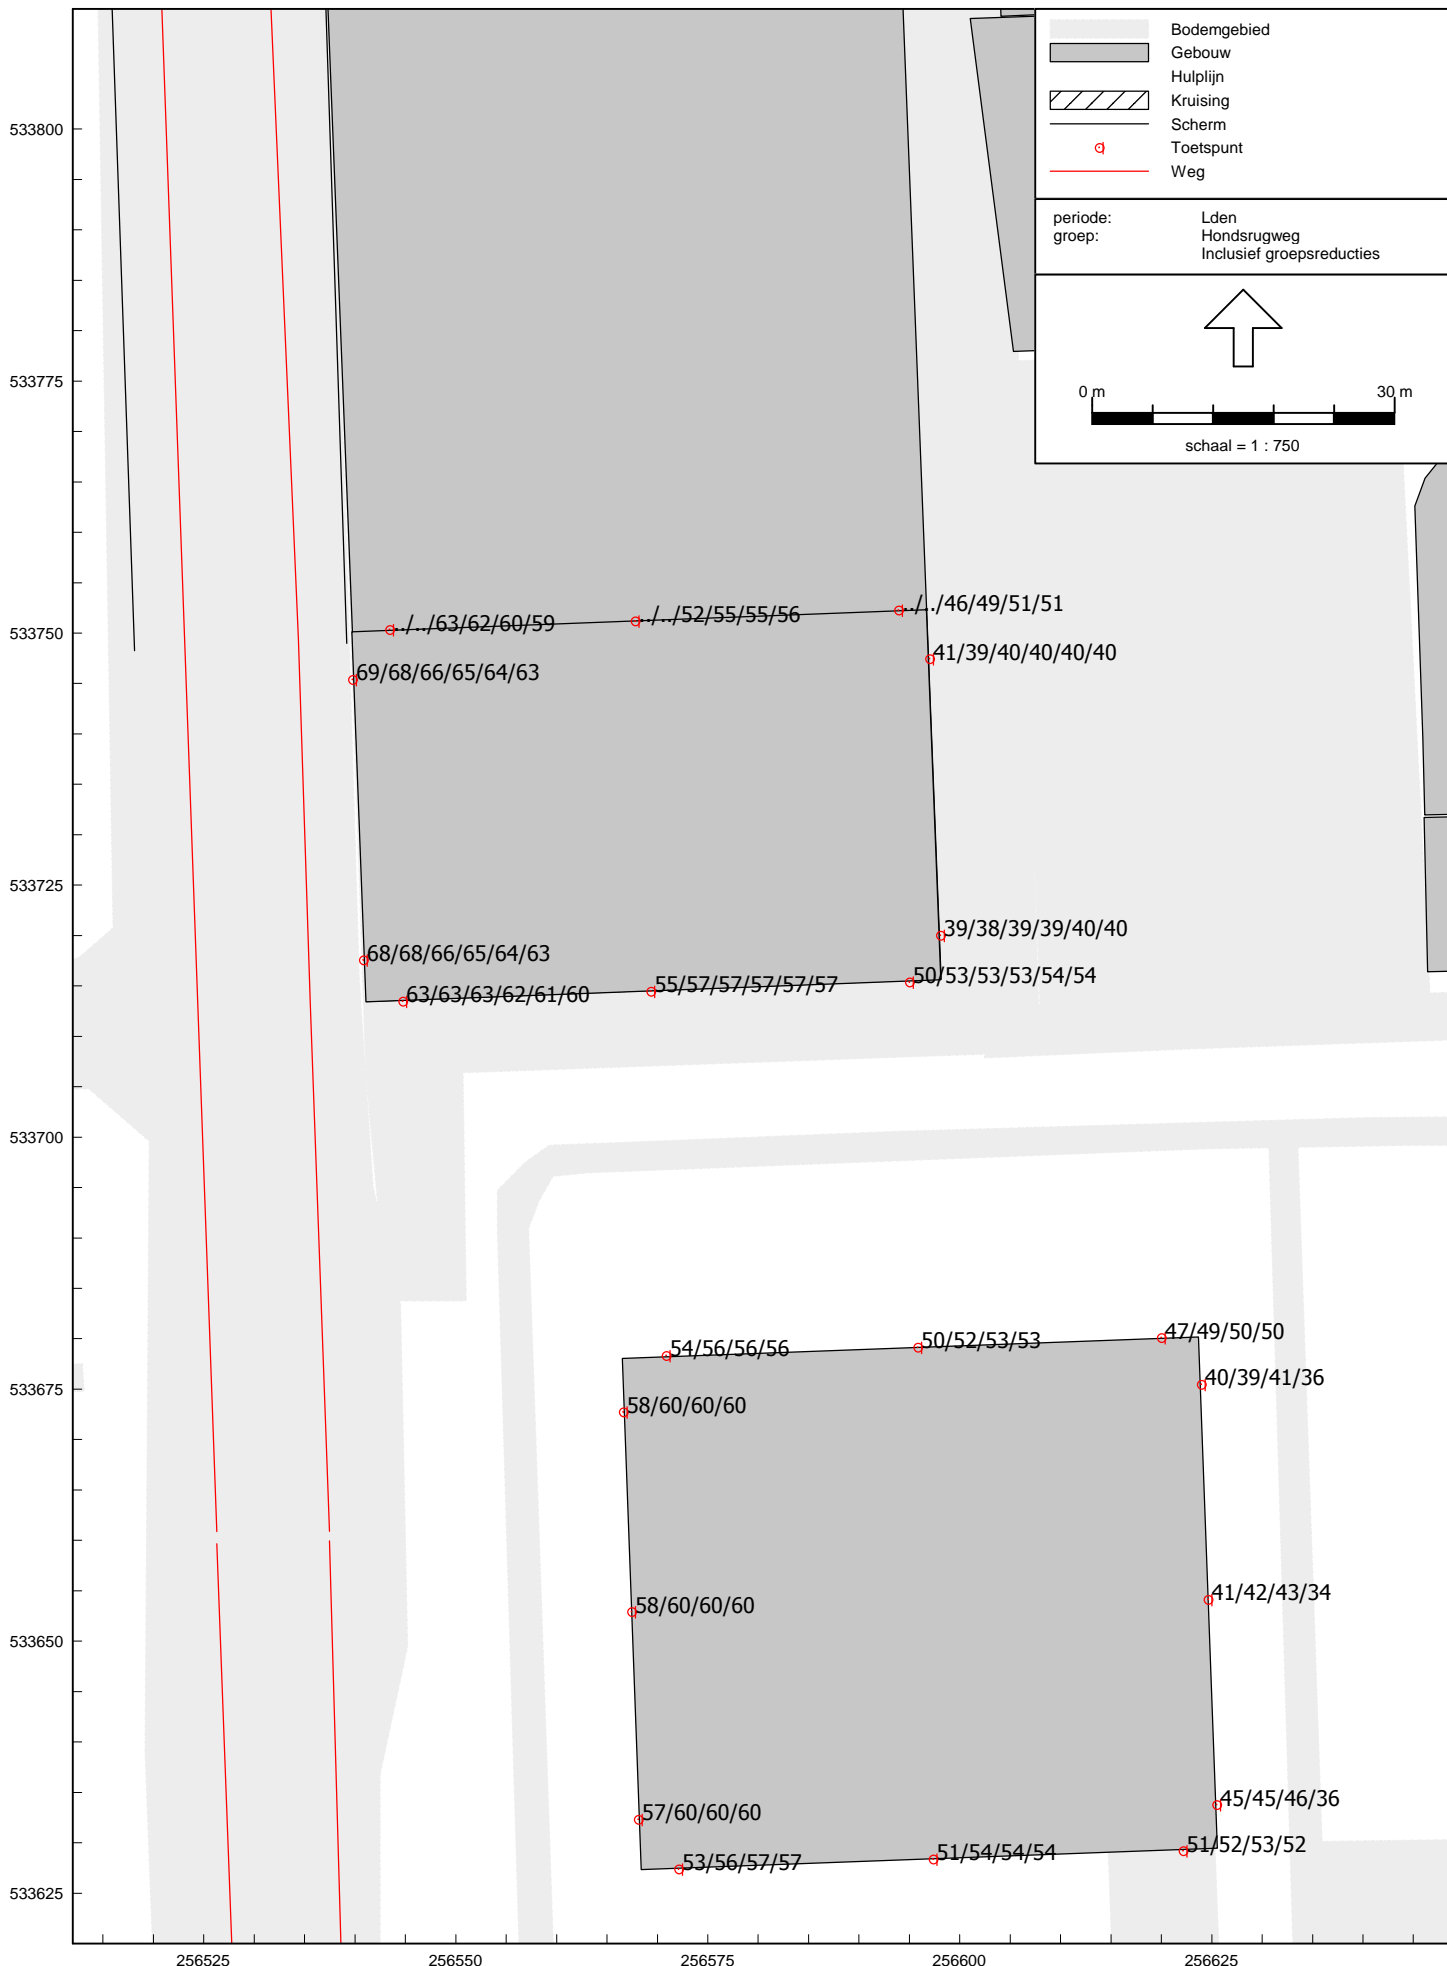 Bodemgebied
Gebouw
Hulplijn
Kruising
Scherm
Toetspunt
Weg
periode: Lden
groep: Hondsrugweg
Inclusief groepsreducties
0 m 30 m
schaal = 1 : 750
533800
533775
533750
533725
533700
533675
533650
533625
256525 256550 256575 256600 256625
../../63/62/60/59
../../52/55/55/56
../../46/49/51/51
41/39/40/40/40/40
69/68/66/65/64/63
39/38/39/39/40/40
68/68/66/65/64/63
63/63/63/62/61/60
55/57/57/57/57/57
50/53/53/53/54/54
54/56/56/56
50/52/53/53
47/49/50/50
40/39/41/36
58/60/60/60
58/60/60/60
41/42/43/34
57/60/60/60
45/45/46/36
53/56/57/57
51/54/54/54
51/52/53/52